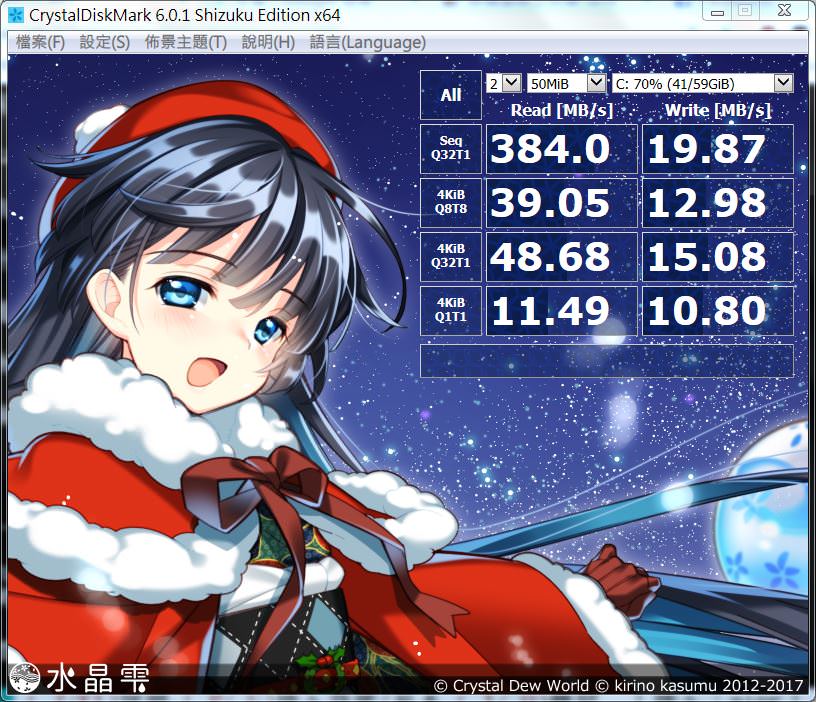 CrystalDiskMark 6.0.1 Shizuku Edition x64
檔案(F) 設定(S) 佈景主題(T) 說明(H) 語言(Language)
All 2 50MiB C: 70% (41/59GiB)
Read [MB/s] Write [MB/s]
Seq
Q32T1 384.0 19.87
4KiB
Q8T8 39.05 12.98
4KiB
Q32T1 48.68 15.08
4KiB
Q1T1 11.49 10.80
水晶雫
© Crystal Dew World © kirino kasumu 2012-2017